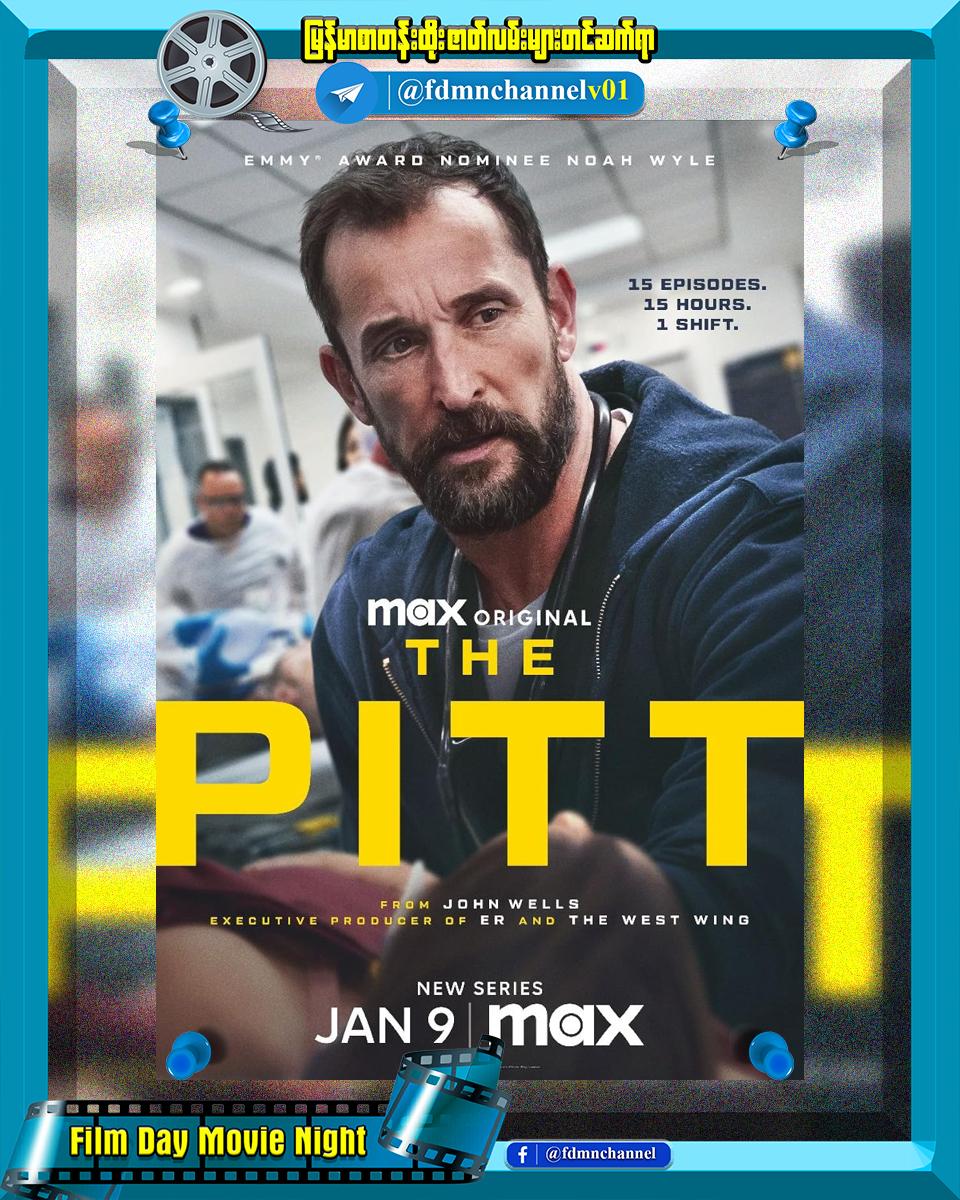 မြန်မာစာတန်းထိုးဇာတ်လမ်းများတင်ဆက်ရာ
@fdmnchannelv01
EMMY® AWARD NOMINEE NOAH WYLE
15 EPISODES.
15 HOURS.
1 SHIFT.
max ORIGINAL
THE
PITT
FROM JOHN WELLS
EXECUTIVE PRODUCER OF ER AND THE WEST WING
NEW SERIES
JAN 9 | max
Film Day Movie Night
f | @fdmnchannel